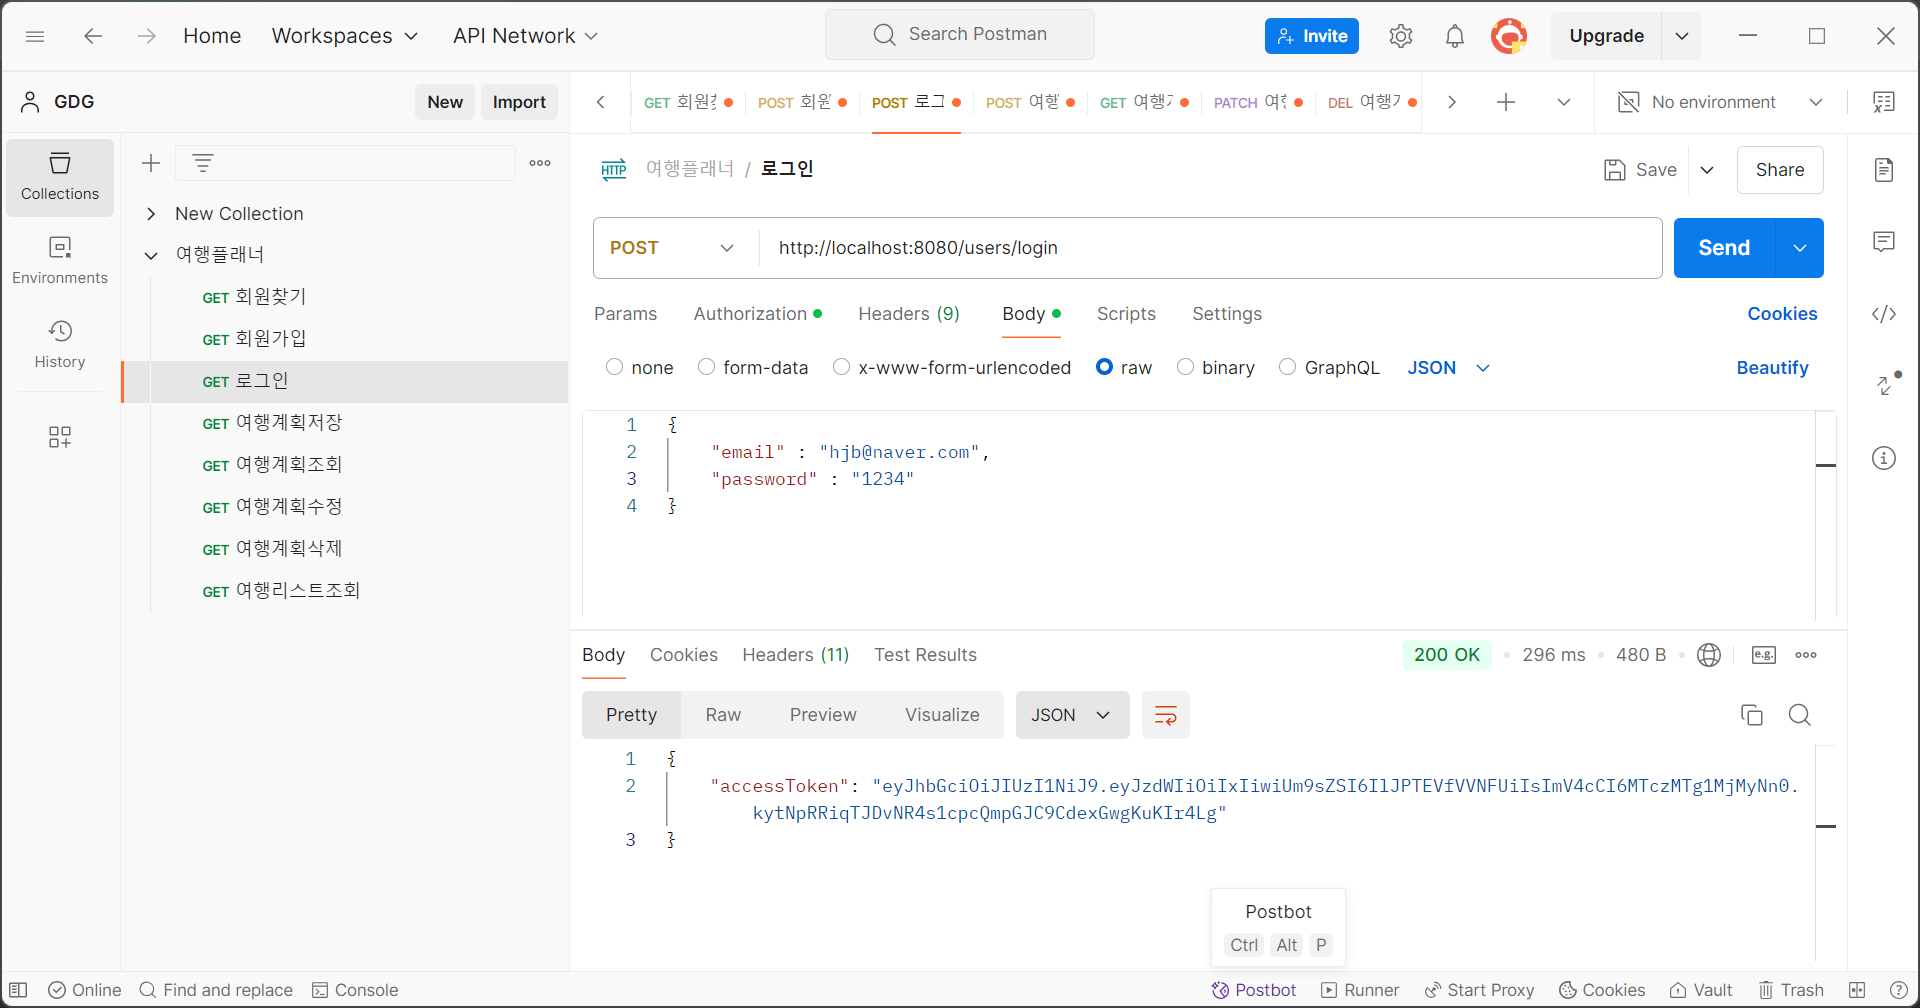 Home Workspaces API Network Search Postman Invite Upgrade
GDG New Import
GET 회원찾 POST 회원 POST 로그 POST 여행 GET 여행 PATCH 여행 DEL 여행 No environment
Collections
Environments
History
New Collection
여행플래너
GET 회원찾기
GET 회원가입
GET 로그인
GET 여행계획저장
GET 여행계획조회
GET 여행계획수정
GET 여행계획삭제
GET 여행리스트조회
HTTP 여행플래너 / 로그인 Save Share
POST http://localhost:8080/users/login Send
Params Authorization Headers (9) Body Scripts Settings Cookies
none form-data x-www-form-urlencoded raw binary GraphQL JSON Beautify
1 {
2 "email" : "hjb@naver.com",
3 "password" : "1234"
4 }
Body Cookies Headers (11) Test Results 200 OK 296 ms 480 B e.g.
Pretty Raw Preview Visualize JSON
1 {
2 "accessToken": "eyJhbGciOiJIUzI1NiJ9.eyJzdWIiOiIxIiwiUm9sZSI6IlJPTEVfVVNFUiIsImV4cCI6MTczMTg1MjMyNn0.
kytNpRRiqTJDvNR4s1cpcQmpGJC9CdexGwgKuKIr4Lg"
3 }
Postbot
Ctrl Alt P
Online Find and replace Console Postbot Runner Start Proxy Cookies Vault Trash